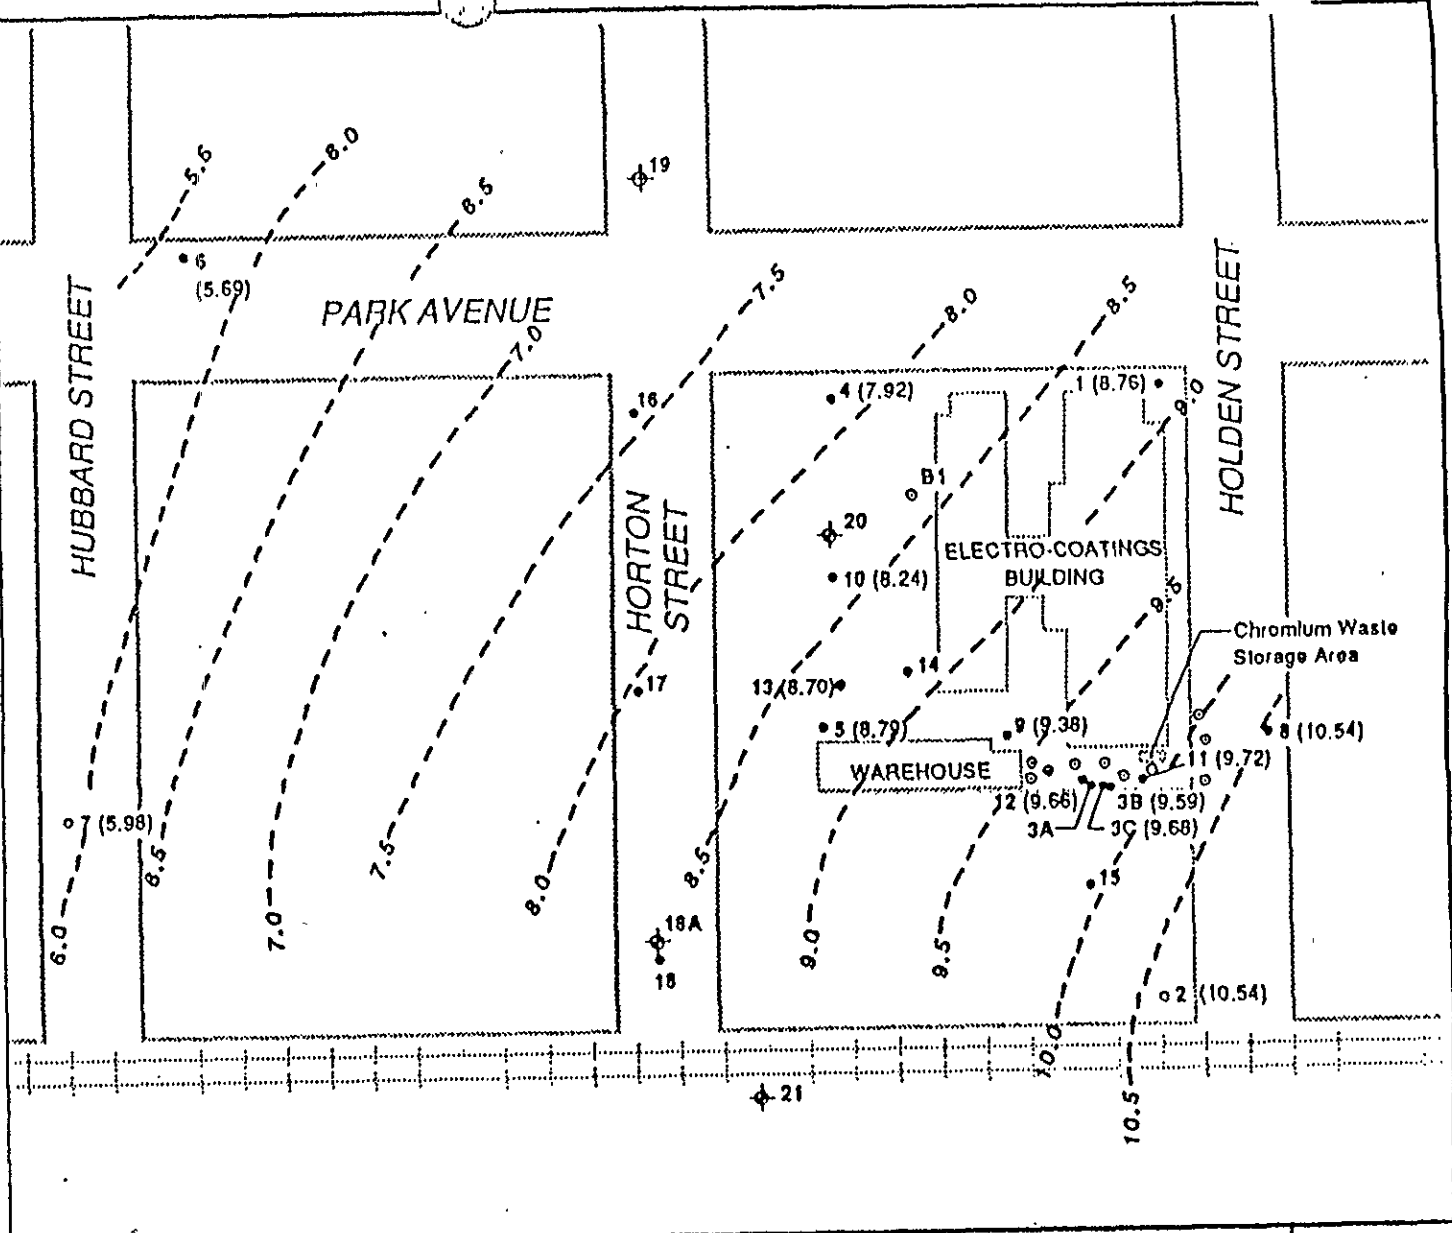 5.6
6.0
6.5
19
6
(5.69)
PARK AVENUE
HUBBARD STREET
7.0
7.5
8.0
8.5
HOLDEN STREET
16
4 (7.92)
1 (8.76)
9.0
B1
HORTON
STREET
20
ELECTRO-COATINGS
BUILDING
10 (8.24)
9.5
Chromium Waste
Storage Area
14
13 (8.70)
17
5 (8.79)
9 (9.38)
8 (10.54)
11 (9.72)
WAREHOUSE
12 (9.66)
3B (9.59)
3A
3C (9.68)
7 (5.98)
6.5
7.5
8.0
8.5
15
6.0
7.0
18A
18
9.0
9.5
2 (10.54)
10.0
21
10.5